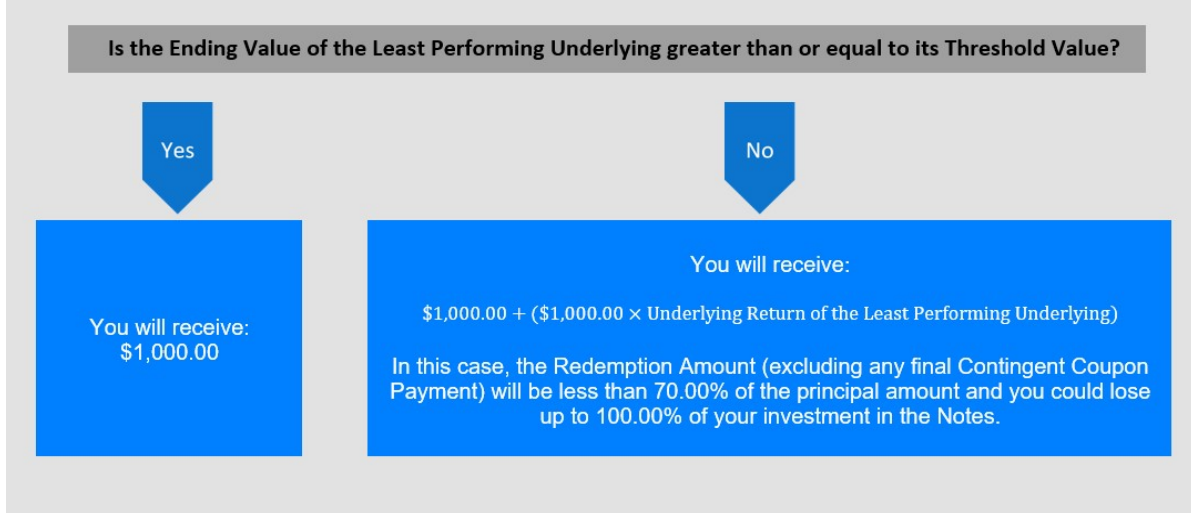 Is the Ending Value of the Least Performing Underlying greater than or equal to its Threshold Value?
Yes
No
You will receive:
$1,000.00
You will receive:
$1,000.00 + ($1,000.00 × Underlying Return of the Least Performing Underlying)
In this case, the Redemption Amount (excluding any final Contingent Coupon
Payment) will be less than 70.00% of the principal amount and you could lose
up to 100.00% of your investment in the Notes.